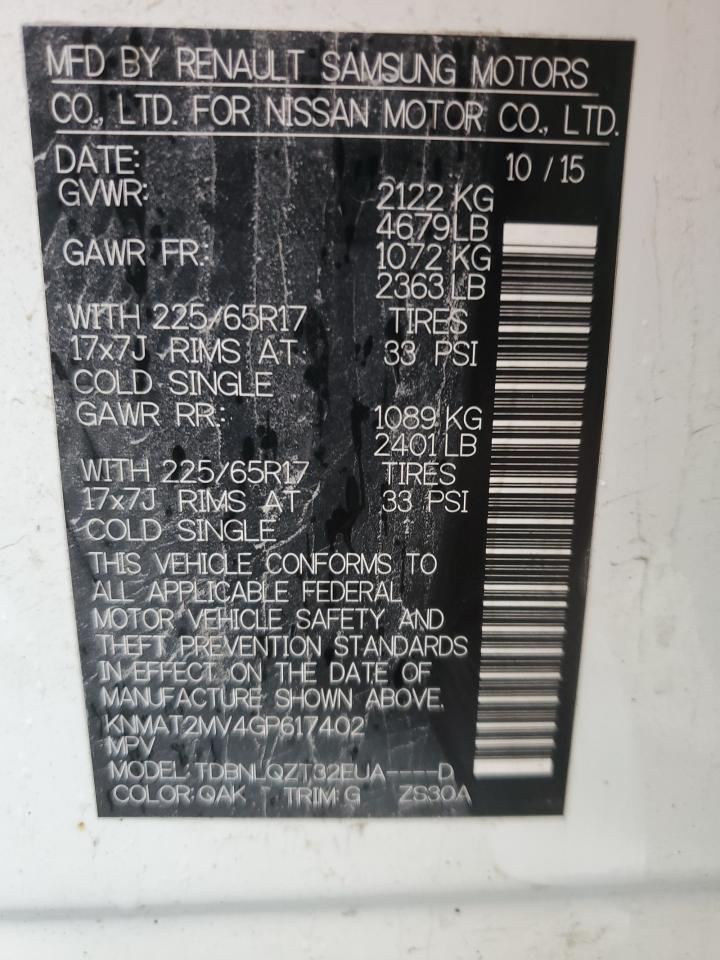 MFD BY RENAULT SAMSUNG MOTORS
CO., LTD. FOR NISSAN MOTOR CO., LTD.
DATE: 10 / 15
GVWR: 2122 KG
4679 LB
GAWR FR: 1072 KG
2363 LB
WITH 225/65R17 TIRES
17x7J RIMS AT 33 PSI
COLD SINGLE
GAWR RR: 1089 KG
2401 LB
WITH 225/65R17 TIRES
17x7J RIMS AT 33 PSI
COLD SINGLE
THIS VEHICLE CONFORMS TO
ALL APPLICABLE FEDERAL
MOTOR VEHICLE SAFETY AND
THEFT PREVENTION STANDARDS
IN EFFECT ON THE DATE OF
MANUFACTURE SHOWN ABOVE.
KNMAT2MV4GP617402
MPV
MODEL: TDBNLQZT32EUA-----D
COLOR: QAK T TRIM: G ZS30A